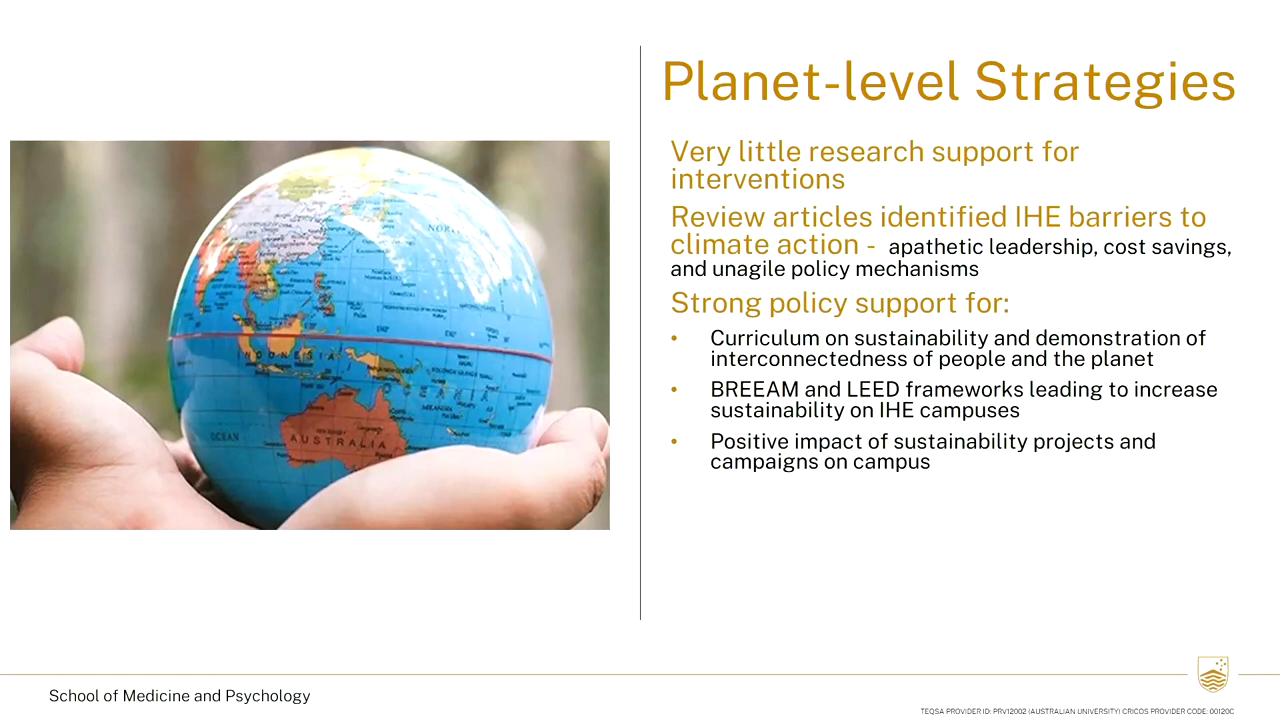 Planet-level Strategies
Very little research support for
interventions
Review articles identified IHE barriers to
climate action - apathetic leadership, cost savings,
and unagile policy mechanisms
Strong policy support for:
• Curriculum on sustainability and demonstration of
interconnectedness of people and the planet
• BREEAM and LEED frameworks leading to increase
sustainability on IHE campuses
• Positive impact of sustainability projects and
campaigns on campus
INDONESIA
OCEANIA
OCEAN
AUSTRALIA
School of Medicine and Psychology
TEQSA PROVIDER ID: PRV12002 (AUSTRALIAN UNIVERSITY) CRICOS PROVIDER CODE: 00120C